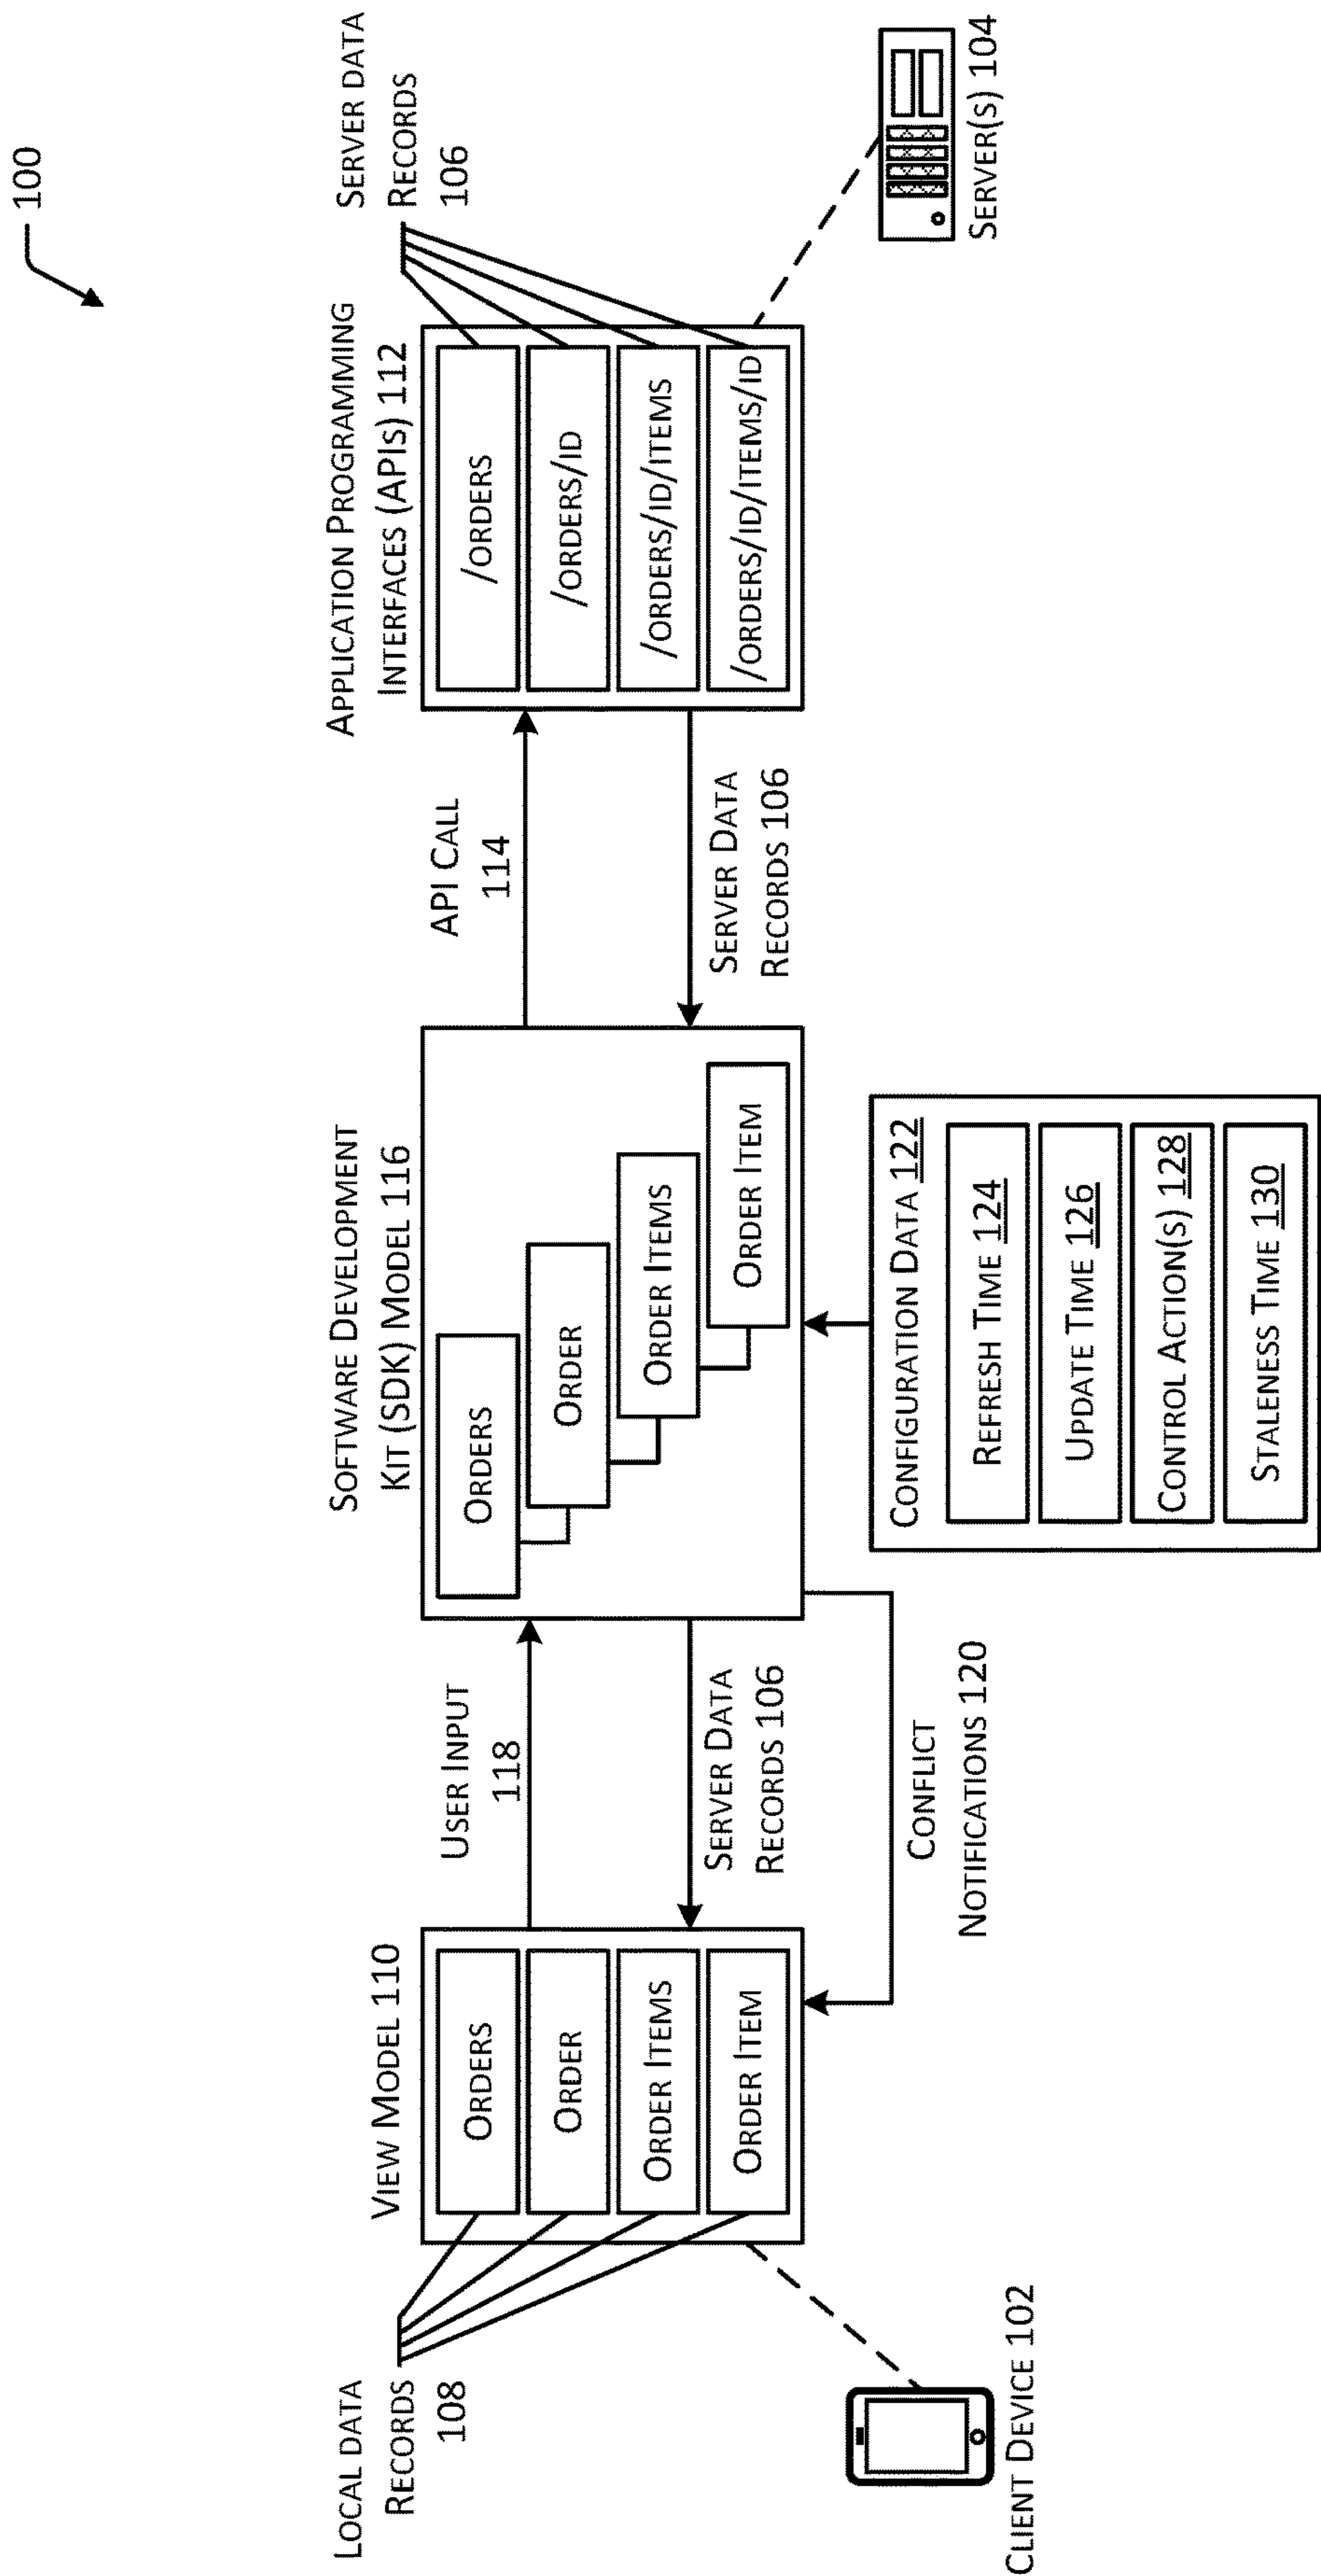 100
LOCAL DATA
RECORDS
108
VIEW MODEL 110
ORDERS
ORDER
ORDER ITEMS
ORDER ITEM
CLIENT DEVICE 102
USER INPUT
118
SERVER DATA
RECORDS 106
CONFLICT
NOTIFICATIONS 120
SOFTWARE DEVELOPMENT
KIT (SDK) MODEL 116
ORDERS
ORDER
ORDER ITEMS
ORDER ITEM
CONFIGURATION DATA 122
REFRESH TIME 124
UPDATE TIME 126
CONTROL ACTION(S) 128
STALENESS TIME 130
API CALL
114
SERVER DATA
RECORDS 106
APPLICATION PROGRAMMING
INTERFACES (APIS) 112
/ORDERS
/ORDERS/ID
/ORDERS/ID/ITEMS
/ORDERS/ID/ITEMS/ID
SERVER DATA
RECORDS
106
SERVER(S) 104